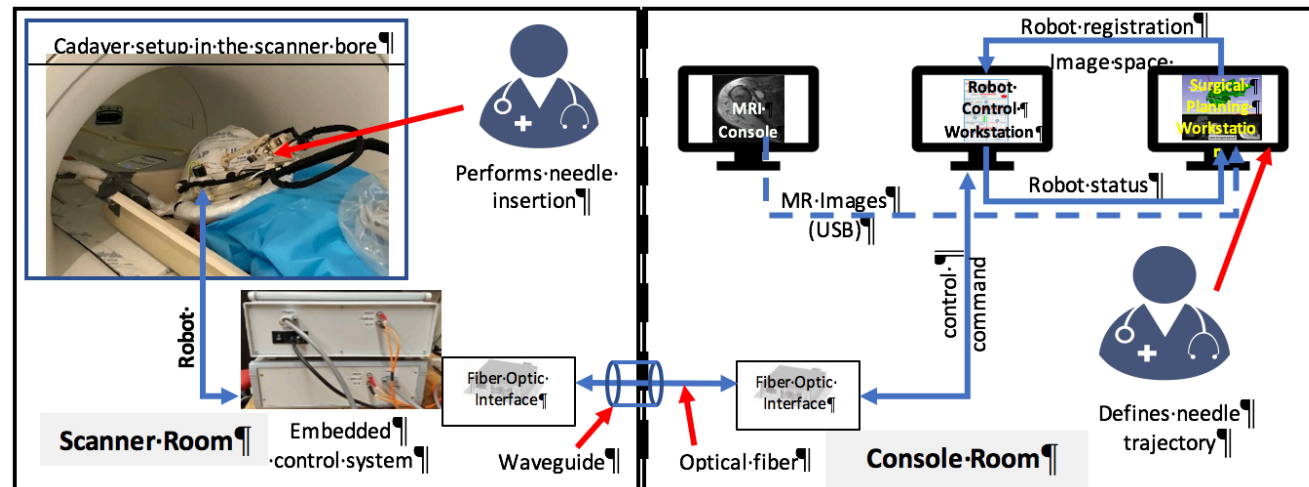 Cadaver·setup·in·the·scanner·bore¶
Performs·needle·
insertion¶
Robot·
Embedded¶
·control·system¶
Fiber·Optic·
Interface¶
Scanner·Room¶
Waveguide¶
Optical·fiber¶
MRI·¶
Console
Robot·registration¶
Image·space·
Robot·¶
Control·¶
Workstation¶
Surgical·¶
Planning¶
Workstatio
n
Robot·status¶
MR·Images¶
(USB)¶
control·¶
command
Fiber·Optic·
Interface¶
Console·Room¶
Defines·needle¶
trajectory¶